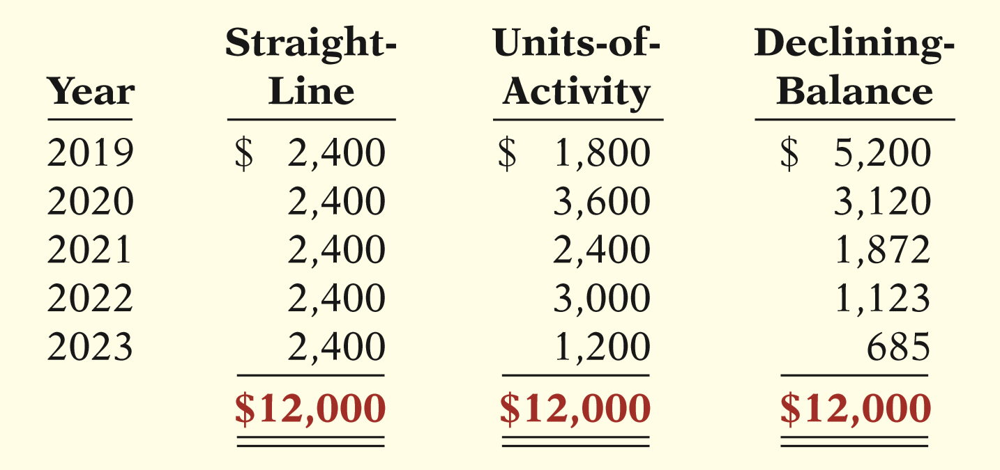 Straight- Units-of- Declining-
Year Line Activity Balance
2019 $ 2,400 $ 1,800 $ 5,200
2020 2,400 3,600 3,120
2021 2,400 2,400 1,872
2022 2,400 3,000 1,123
2023 2,400 1,200 685
$12,000 $12,000 $12,000